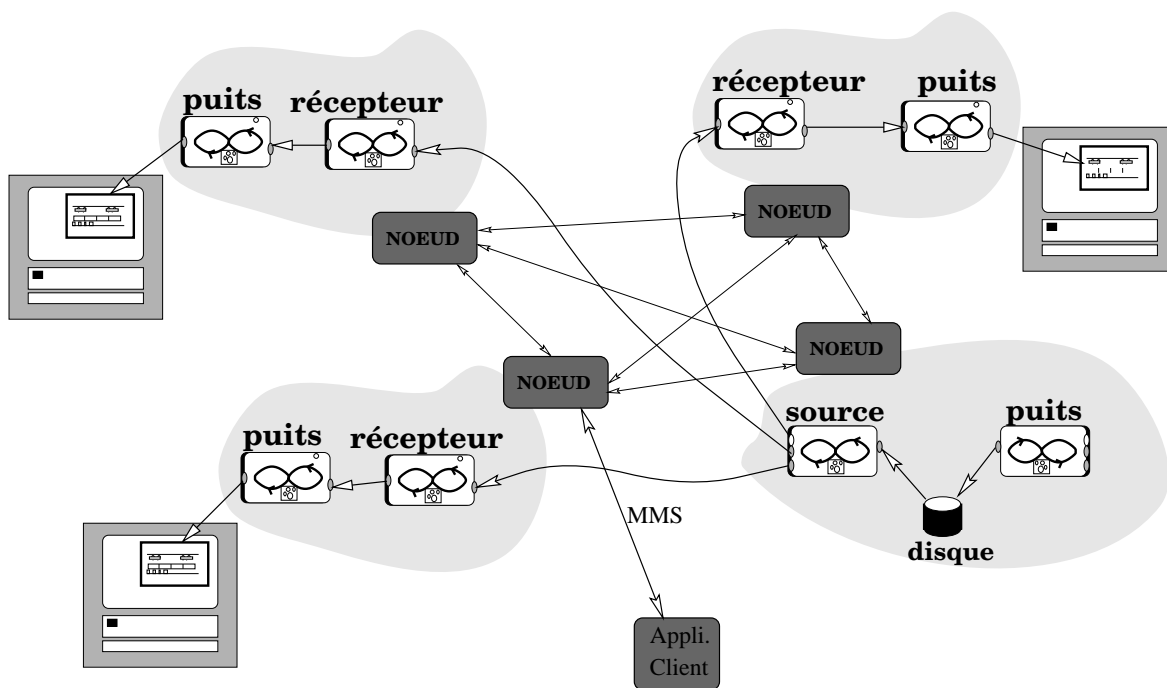 puits
récepteur
récepteur
puits
NOEUD
NOEUD
NOEUD
NOEUD
puits
récepteur
source
puits
MMS
disque
Appli.
Client